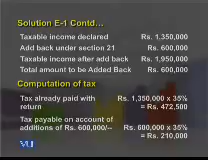 Solution E-1 Contd…
Taxable income declared Rs. 1,350,000
Add back under section 21 Rs. 600,000
Taxable income after add back Rs. 1,950,000
Total amount to be Added Back Rs. 600,000
Computation of tax
Tax already paid with return Rs. 1,350,000 x 35%
= Rs. 472,500
Tax payable on account of
additions of Rs. 600,000/-- Rs. 600,000 x 35%
= Rs. 210,000
VU